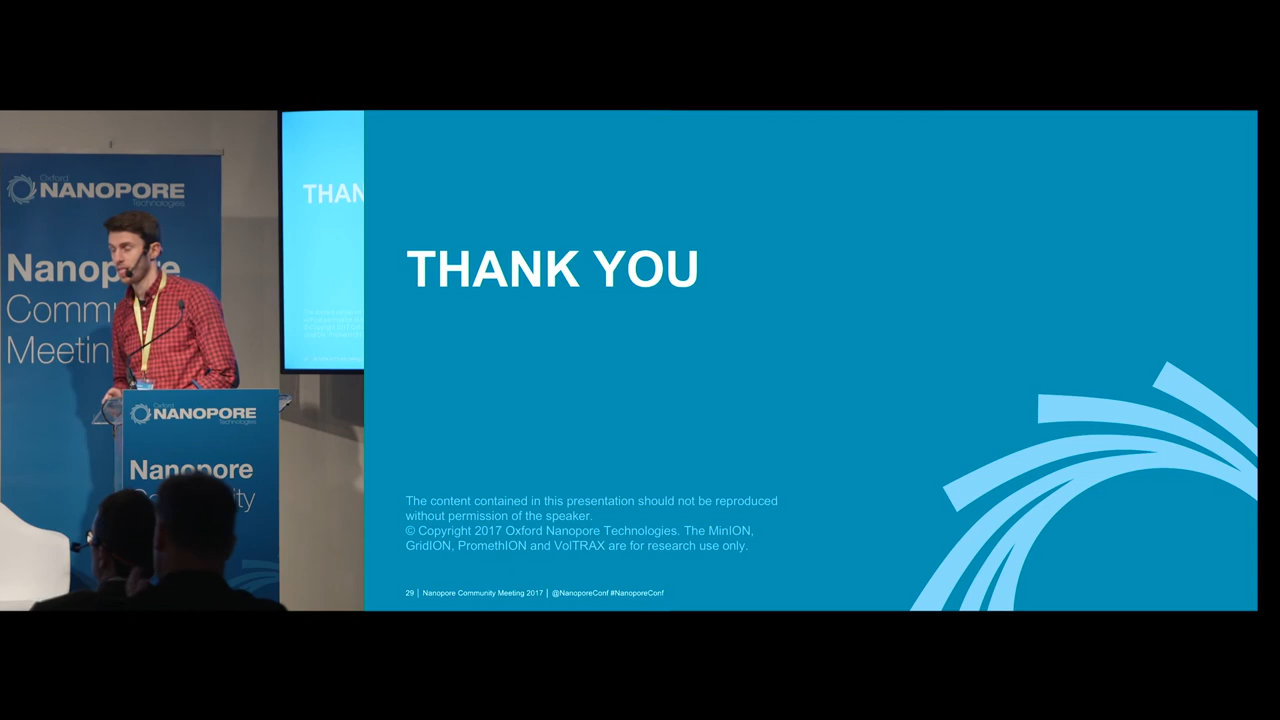 Oxford
NANOPORE
Technologies
Nanopore
Comm
Meetin
Oxford
NANOPORE
Technologies
Nanopore
THAN
THANK YOU
The content contained in this presentation should not be reproduced
without permission of the speaker.
© Copyright 2017 Oxford Nanopore Technologies. The MinION,
GridION, PromethION and VolTRAX are for research use only.
29 | Nanopore Community Meeting 2017 | @NanoporeConf #NanoporeConf